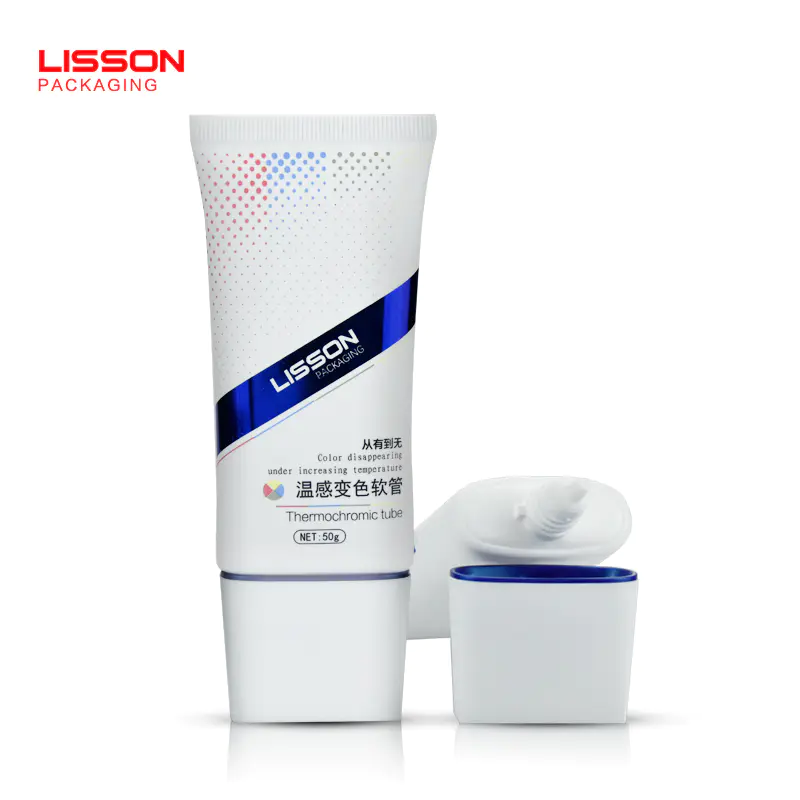 LISSON
PACKAGING
LISSON
PACKAGING
从有到无
Color disappearing
under increasing temperature
温感变色软管
Thermochromic tube
NET:50g